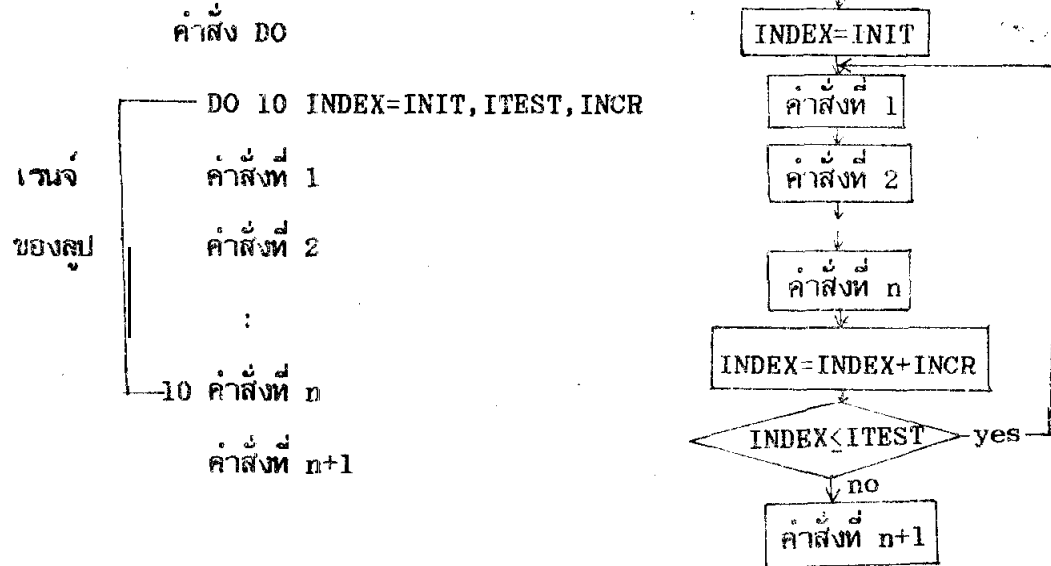 คำสั่ง DO
DO 10 INDEX=INIT,ITEST,INCR
เรนจ์
ของลูป
คำสั่งที่ 1
คำสั่งที่ 2
:
10 คำสั่งที่ n
คำสั่งที่ n+1
INDEX=INIT
คำสั่งที่ 1
คำสั่งที่ 2
คำสั่งที่ n
INDEX=INDEX+INCR
INDEX≤ITEST
yes
no
คำสั่งที่ n+1